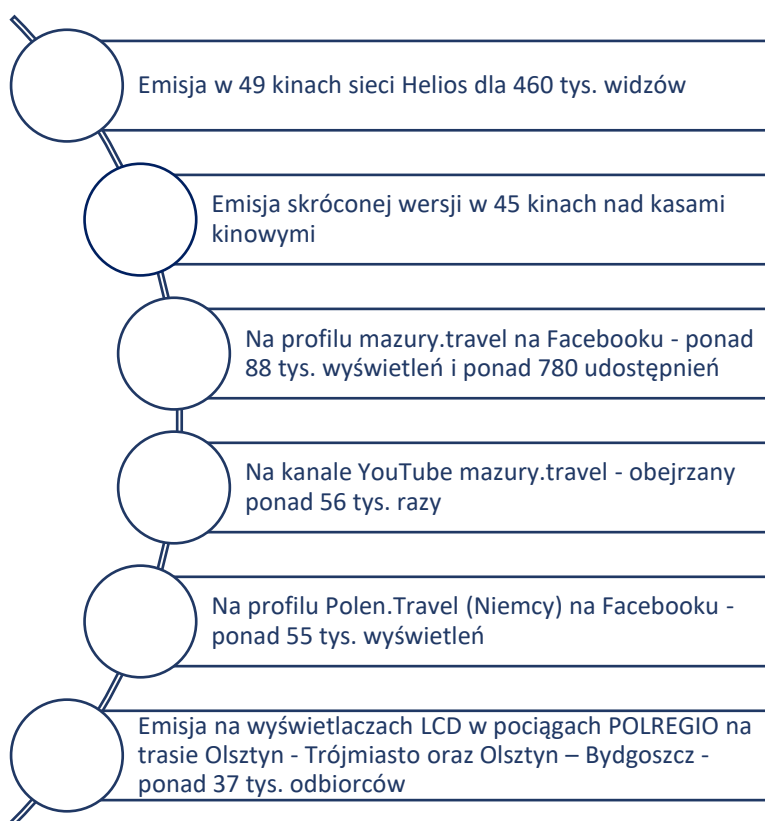 Emisja w 49 kinach sieci Helios dla 460 tys. widzów
Emisja skróconej wersji w 45 kinach nad kasami
kinowymi
Na profilu mazury.travel na Facebooku - ponad
88 tys. wyświetleń i ponad 780 udostępnień
Na kanale YouTube mazury.travel - obejrzany
ponad 56 tys. razy
Na profilu Polen.Travel (Niemcy) na Facebooku -
ponad 55 tys. wyświetleń
Emisja na wyświetlaczach LCD w pociągach POLREGIO na
trasie Olsztyn - Trójmiasto oraz Olsztyn – Bydgoszcz -
ponad 37 tys. odbiorców